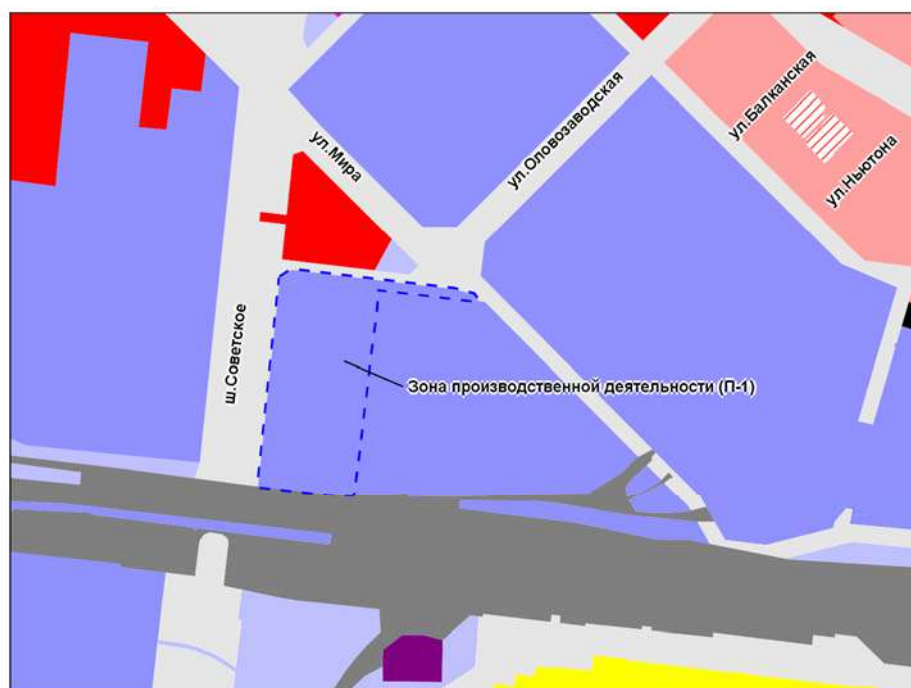 ул.Балканская
ул.Мира
ул.Оловозаводская
ул.Ньютона
ш.Советское
Зона производственной деятельности (П-1)